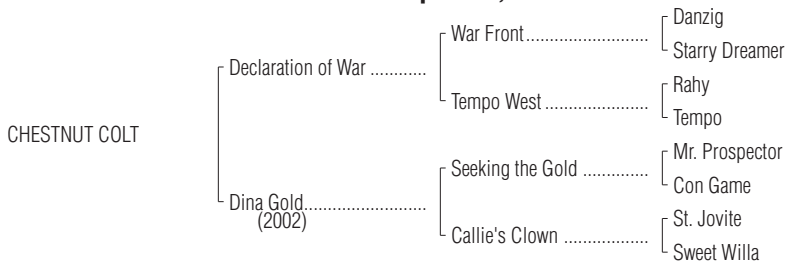 CHESTNUT COLT
Declaration of War ............
Dina Gold..........................
(2002)
War Front..........................
Tempo West ......................
Seeking the Gold ..............
Callie's Clown ..................
Danzig
Starry Dreamer
Rahy
Tempo
Mr. Prospector
Con Game
St. Jovite
Sweet Willa